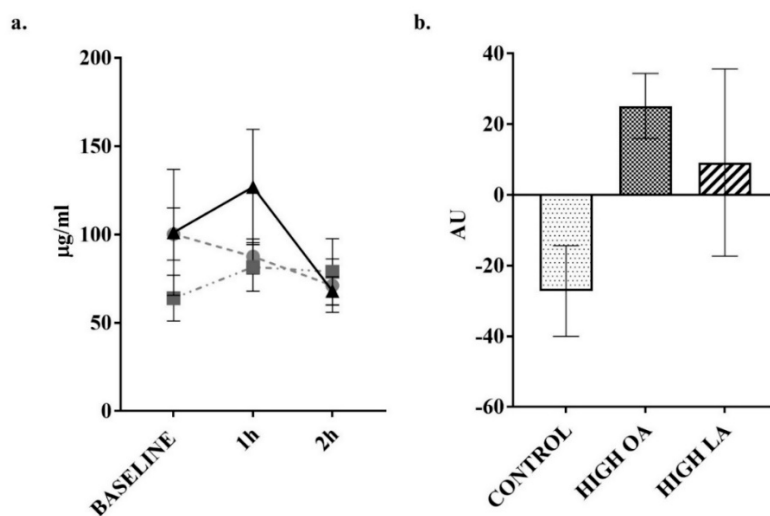 a.
200
150
100
50
0
µg/ml
BASELINE
1h
2h
b.
40
20
0
-20
-40
-60
AU
CONTROL
HIGH OA
HIGH LA